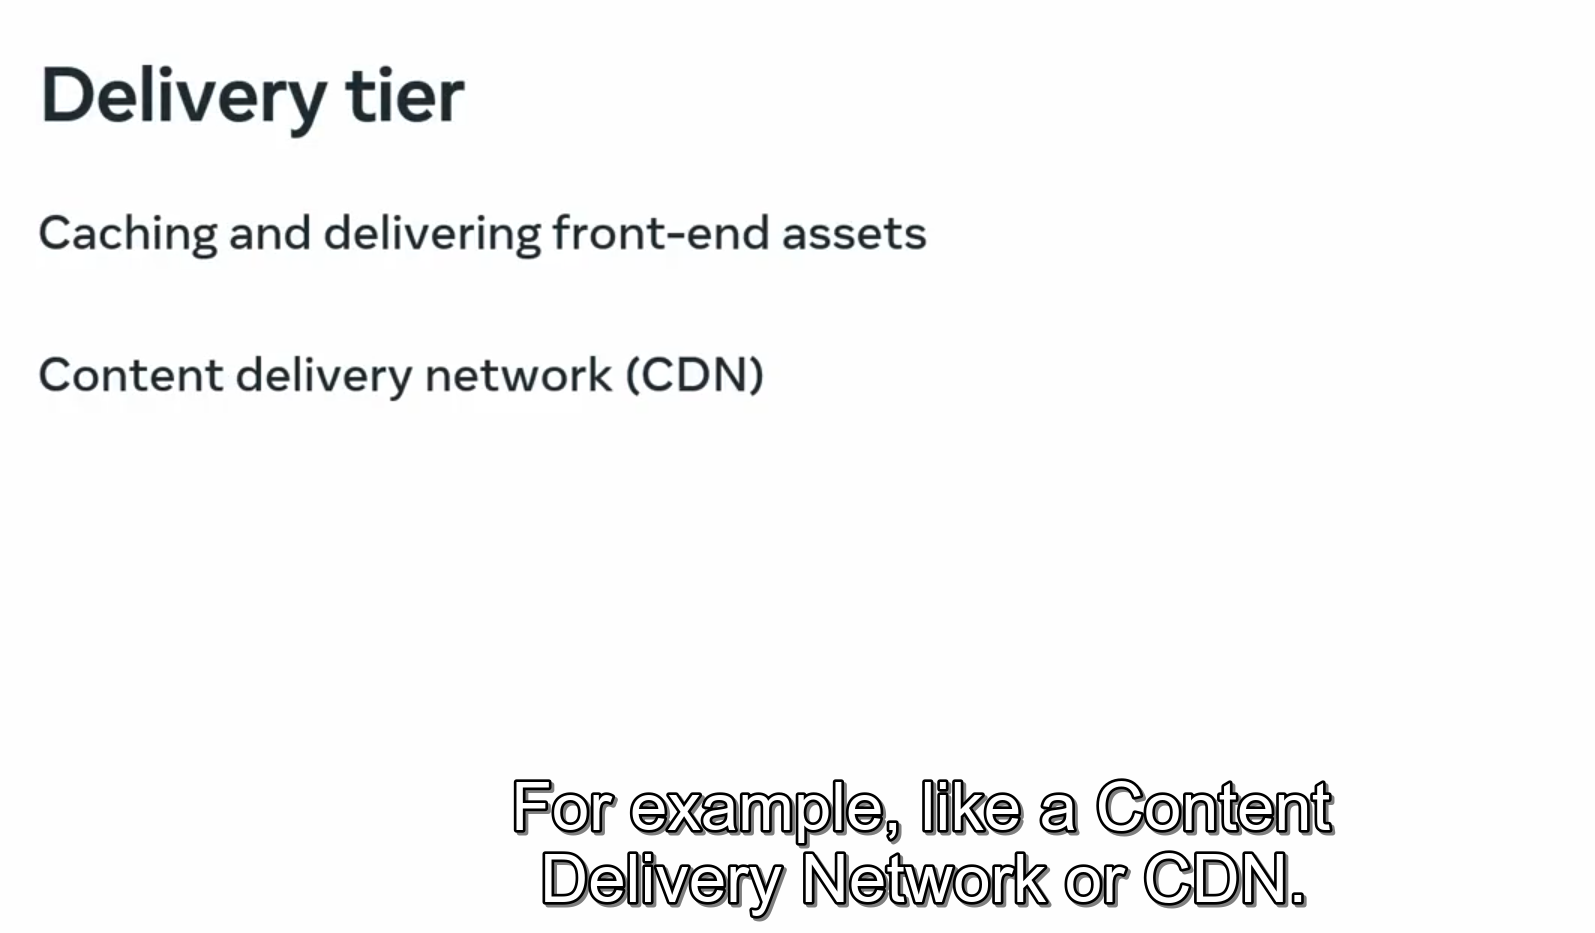 Delivery tier
Caching and delivering front-end assets
Content delivery network (CDN)
For example, like a Content
Delivery Network or CDN.